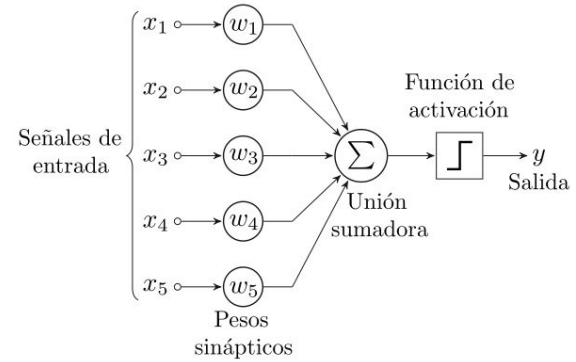 x₁ w₁
x₂ w₂
Función de
activación
Señales de
entrada
x₃ w₃ Σ y
Salida
Unión
sumadora
x₄ w₄
x₅ w₅
Pesos
sinápticos